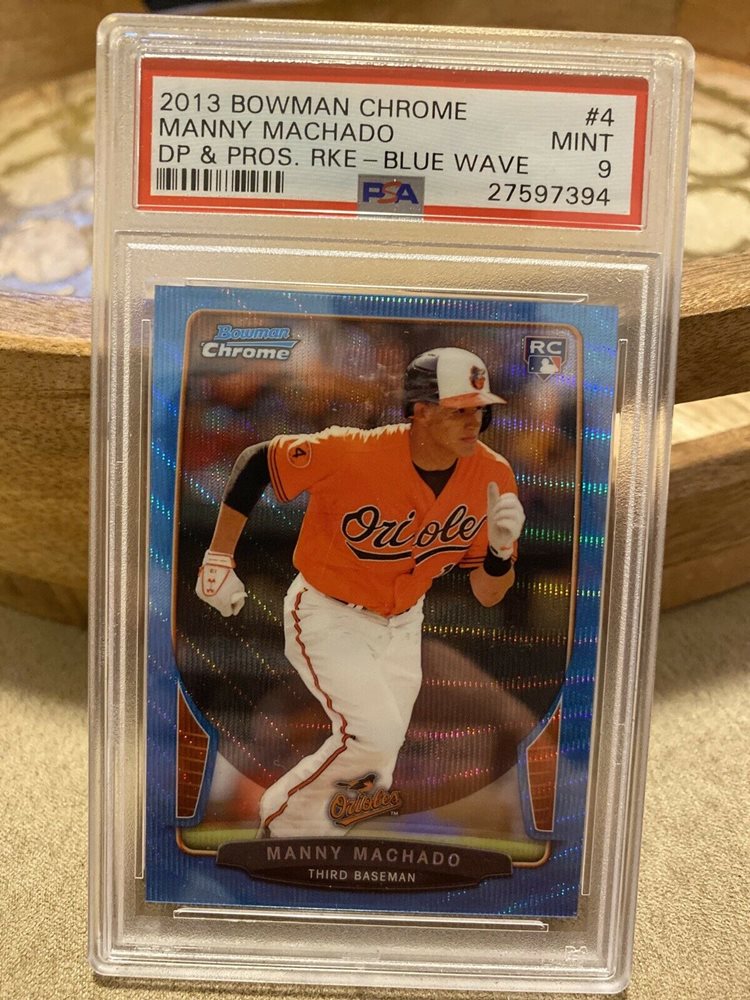 2013 BOWMAN CHROME #4
MANNY MACHADO MINT
DP & PROS. RKE – BLUE WAVE 9
PSA 27597394
Bowman
Chrome
RC
4
Orioles
Orioles
TM
MANNY MACHADO
THIRD BASEMAN